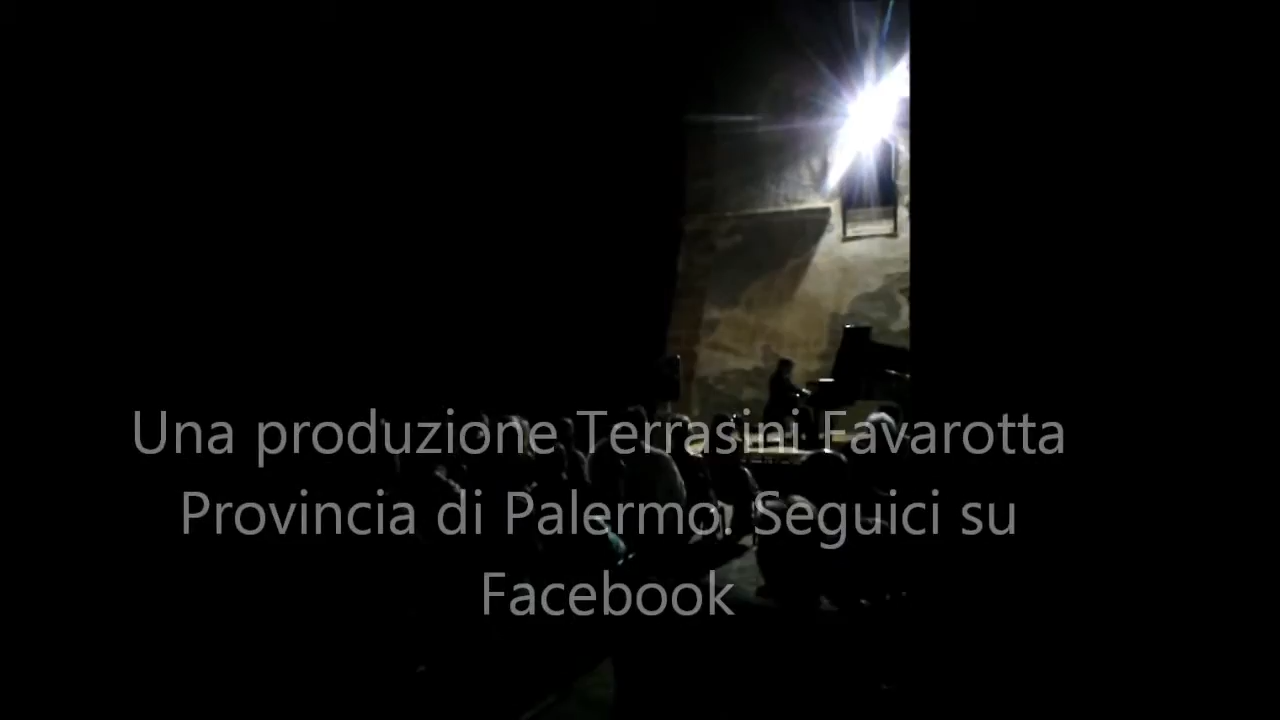 Una produzione Terrasini Favarotta
Provincia di Palermo. Seguici su
Facebook